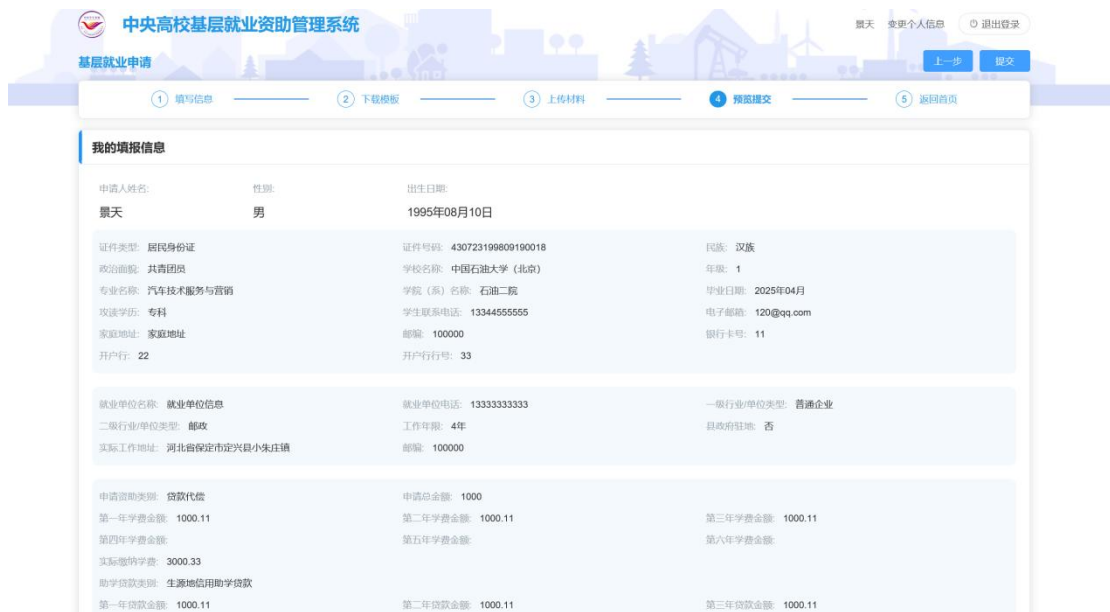 中央高校基层就业资助管理系统
景天 变更个人信息 退出登录
基层就业申请
上一步 提交
1 填写信息 2 下载模板 3 上传材料 4 预览提交 5 返回首页
我的填报信息
申请人姓名: 性别: 出生日期:
景天 男 1995年08月10日
证件类型: 居民身份证 证件号码: 430723199809190018 民族: 汉族
政治面貌: 共青团员 学校名称: 中国石油大学（北京） 年级: 1
专业名称: 汽车技术服务与营销 学院（系）名称: 石油二院 毕业日期: 2025年04月
攻读学历: 专科 学生联系电话: 13344555555 电子邮箱: 120@qq.com
家庭地址: 家庭地址 邮编: 100000 银行卡号: 11
开户行: 22 开户行行号: 33
就业单位名称: 就业单位信息 就业单位电话: 13333333333 一级行业/单位类型: 普通企业
二级行业/单位类型: 邮政 工作年限: 4年 县政府驻地: 否
实际工作地址: 河北省保定市定兴县小朱庄镇 邮编: 100000
申请资助类别: 贷款代偿 申请总金额: 1000
第一年学费金额: 1000.11 第二年学费金额: 1000.11 第三年学费金额: 1000.11
第四年学费金额: 第五年学费金额: 第六年学费金额:
实际缴纳学费: 3000.33
助学贷款类别: 生源地信用助学贷款
第一年贷款金额: 1000.11 第二年贷款金额: 1000.11 第三年贷款金额: 1000.11